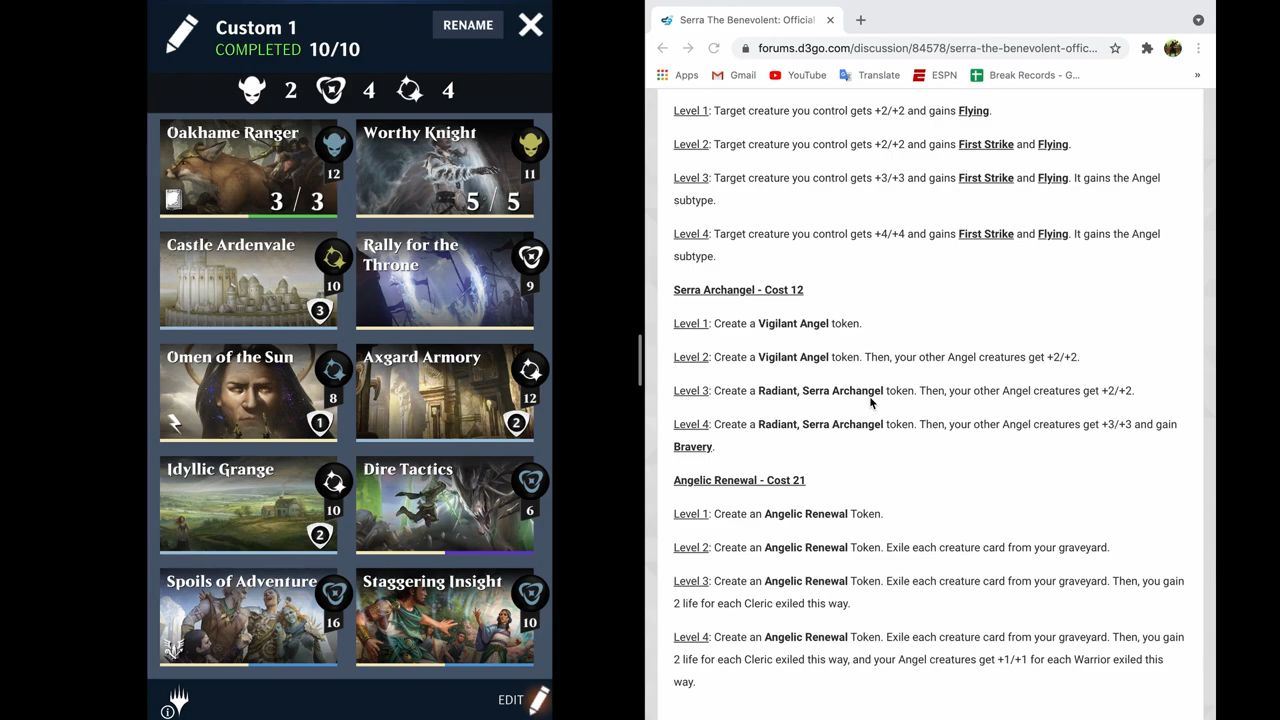 Custom 1
COMPLETED 10/10
RENAME
2 4 4
Oakhame Ranger
12
3 / 3
Worthy Knight
11
5 / 5
Castle Ardenvale
10
3
Rally for the
Throne
9
Omen of the Sun
8
1
Axgard Armory
12
2
Idyllic Grange
10
2
Dire Tactics
6
Spoils of Adventure
16
Staggering Insight
10
EDIT
Serra The Benevolent: Official
forums.d3go.com/discussion/84578/serra-the-benevolent-offic...
Apps Gmail YouTube Translate ESPN Break Records - G... »
Level 1: Target creature you control gets +2/+2 and gains Flying.
Level 2: Target creature you control gets +2/+2 and gains First Strike and Flying.
Level 3: Target creature you control gets +3/+3 and gains First Strike and Flying. It gains the Angel
subtype.
Level 4: Target creature you control gets +4/+4 and gains First Strike and Flying. It gains the Angel
subtype.
Serra Archangel - Cost 12
Level 1: Create a Vigilant Angel token.
Level 2: Create a Vigilant Angel token. Then, your other Angel creatures get +2/+2.
Level 3: Create a Radiant, Serra Archangel token. Then, your other Angel creatures get +2/+2.
Level 4: Create a Radiant, Serra Archangel token. Then, your other Angel creatures get +3/+3 and gain
Bravery.
Angelic Renewal - Cost 21
Level 1: Create an Angelic Renewal Token.
Level 2: Create an Angelic Renewal Token. Exile each creature card from your graveyard.
Level 3: Create an Angelic Renewal Token. Exile each creature card from your graveyard. Then, you gain
2 life for each Cleric exiled this way.
Level 4: Create an Angelic Renewal Token. Exile each creature card from your graveyard. Then, you gain
2 life for each Cleric exiled this way, and your Angel creatures get +1/+1 for each Warrior exiled this
way.